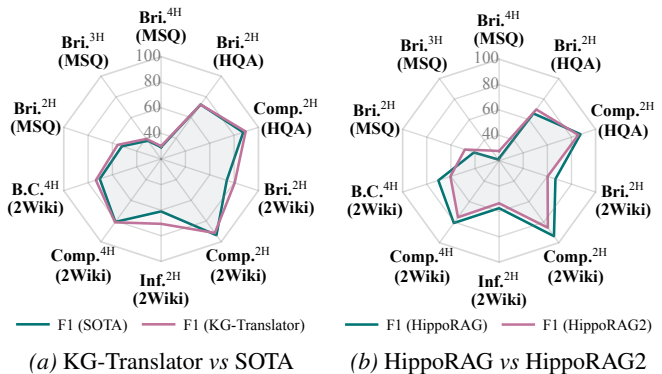 Bri.4H
(MSQ)
Bri.2H
(HQA)
Comp.2H
(HQA)
Bri.2H
(2Wiki)
Comp.2H
(2Wiki)
Inf.2H
(2Wiki)
Comp.4H
(2Wiki)
B.C.4H
(2Wiki)
Bri.2H
(MSQ)
Bri.3H
(MSQ)
100
80
60
40
F1 (SOTA) F1 (KG-Translator)
(a) KG-Translator vs SOTA
Bri.4H
(MSQ)
Bri.2H
(HQA)
Comp.2H
(HQA)
Bri.2H
(2Wiki)
Comp.2H
(2Wiki)
Inf.2H
(2Wiki)
Comp.4H
(2Wiki)
B.C.4H
(2Wiki)
Bri.2H
(MSQ)
Bri.3H
(MSQ)
100
80
60
40
F1 (HippoRAG) F1 (HippoRAG2)
(b) HippoRAG vs HippoRAG2